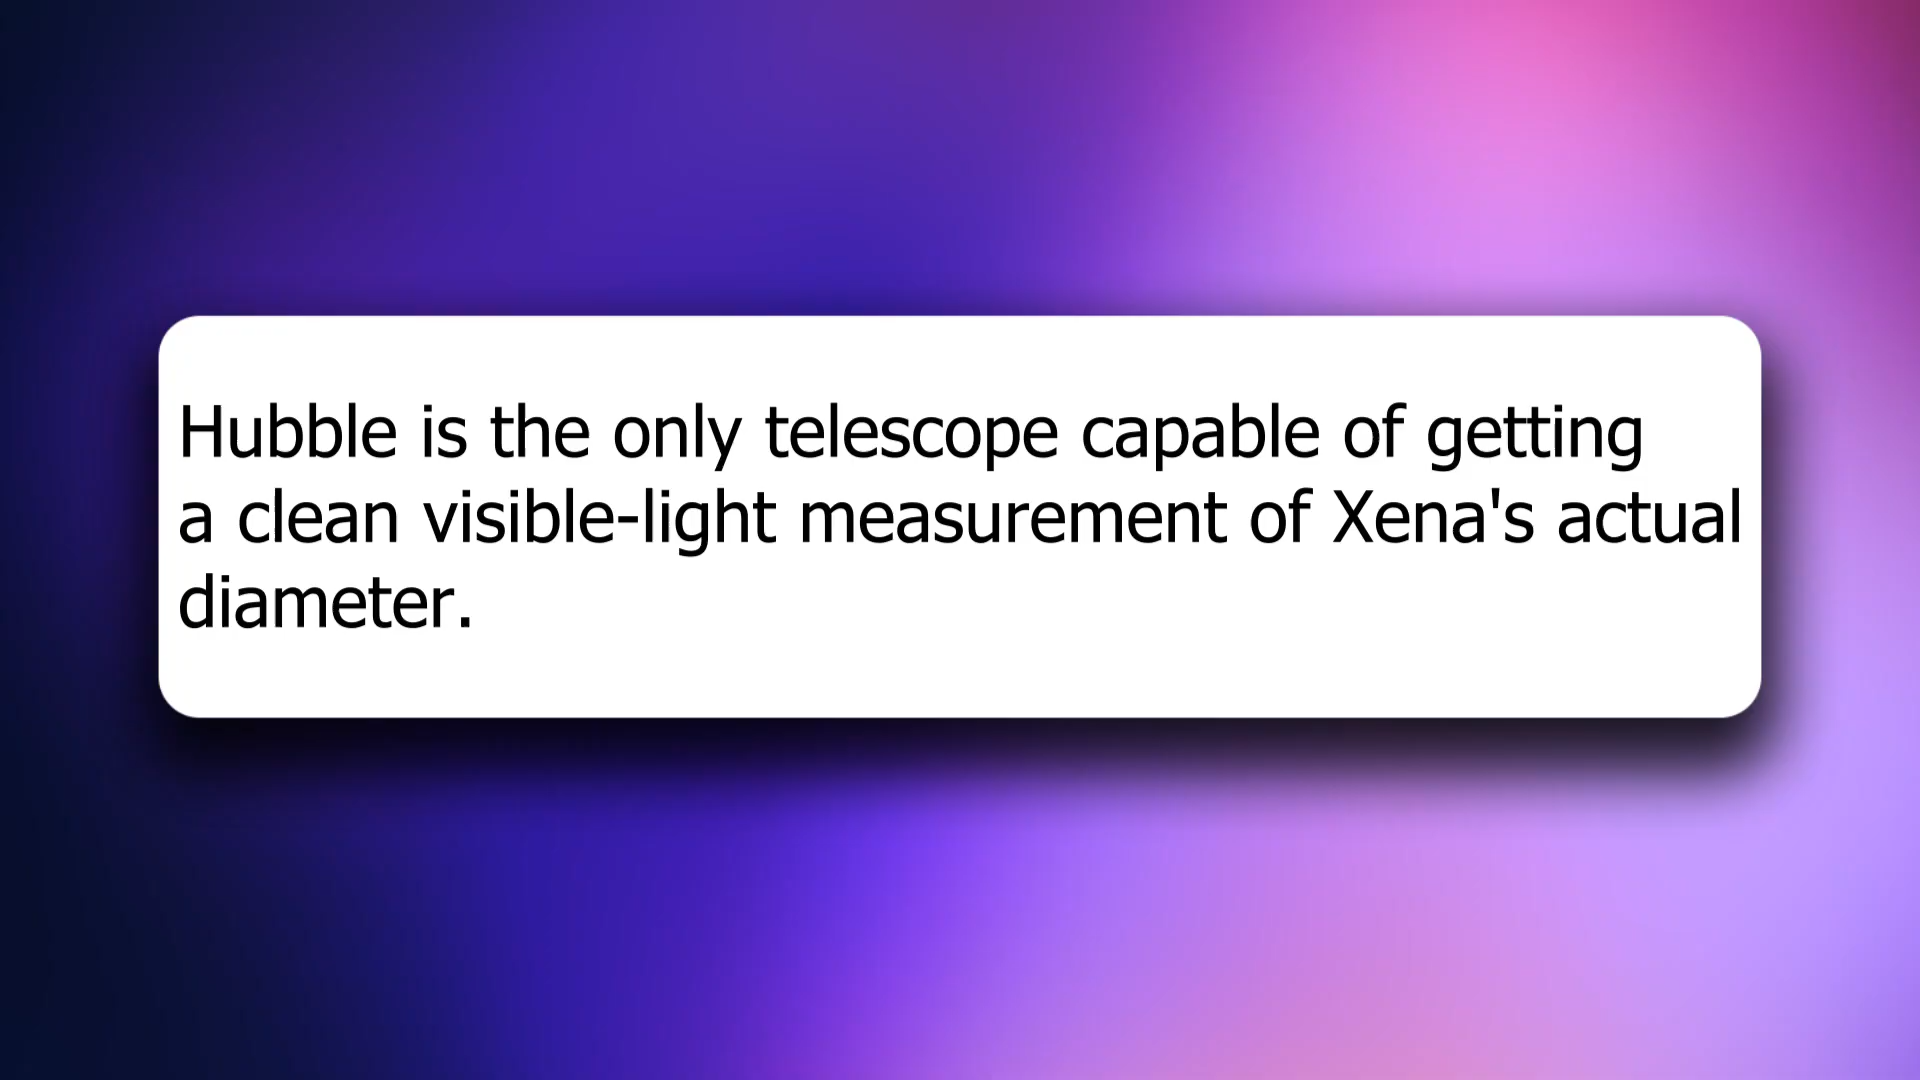 Hubble is the only telescope capable of getting
a clean visible-light measurement of Xena's actual
diameter.